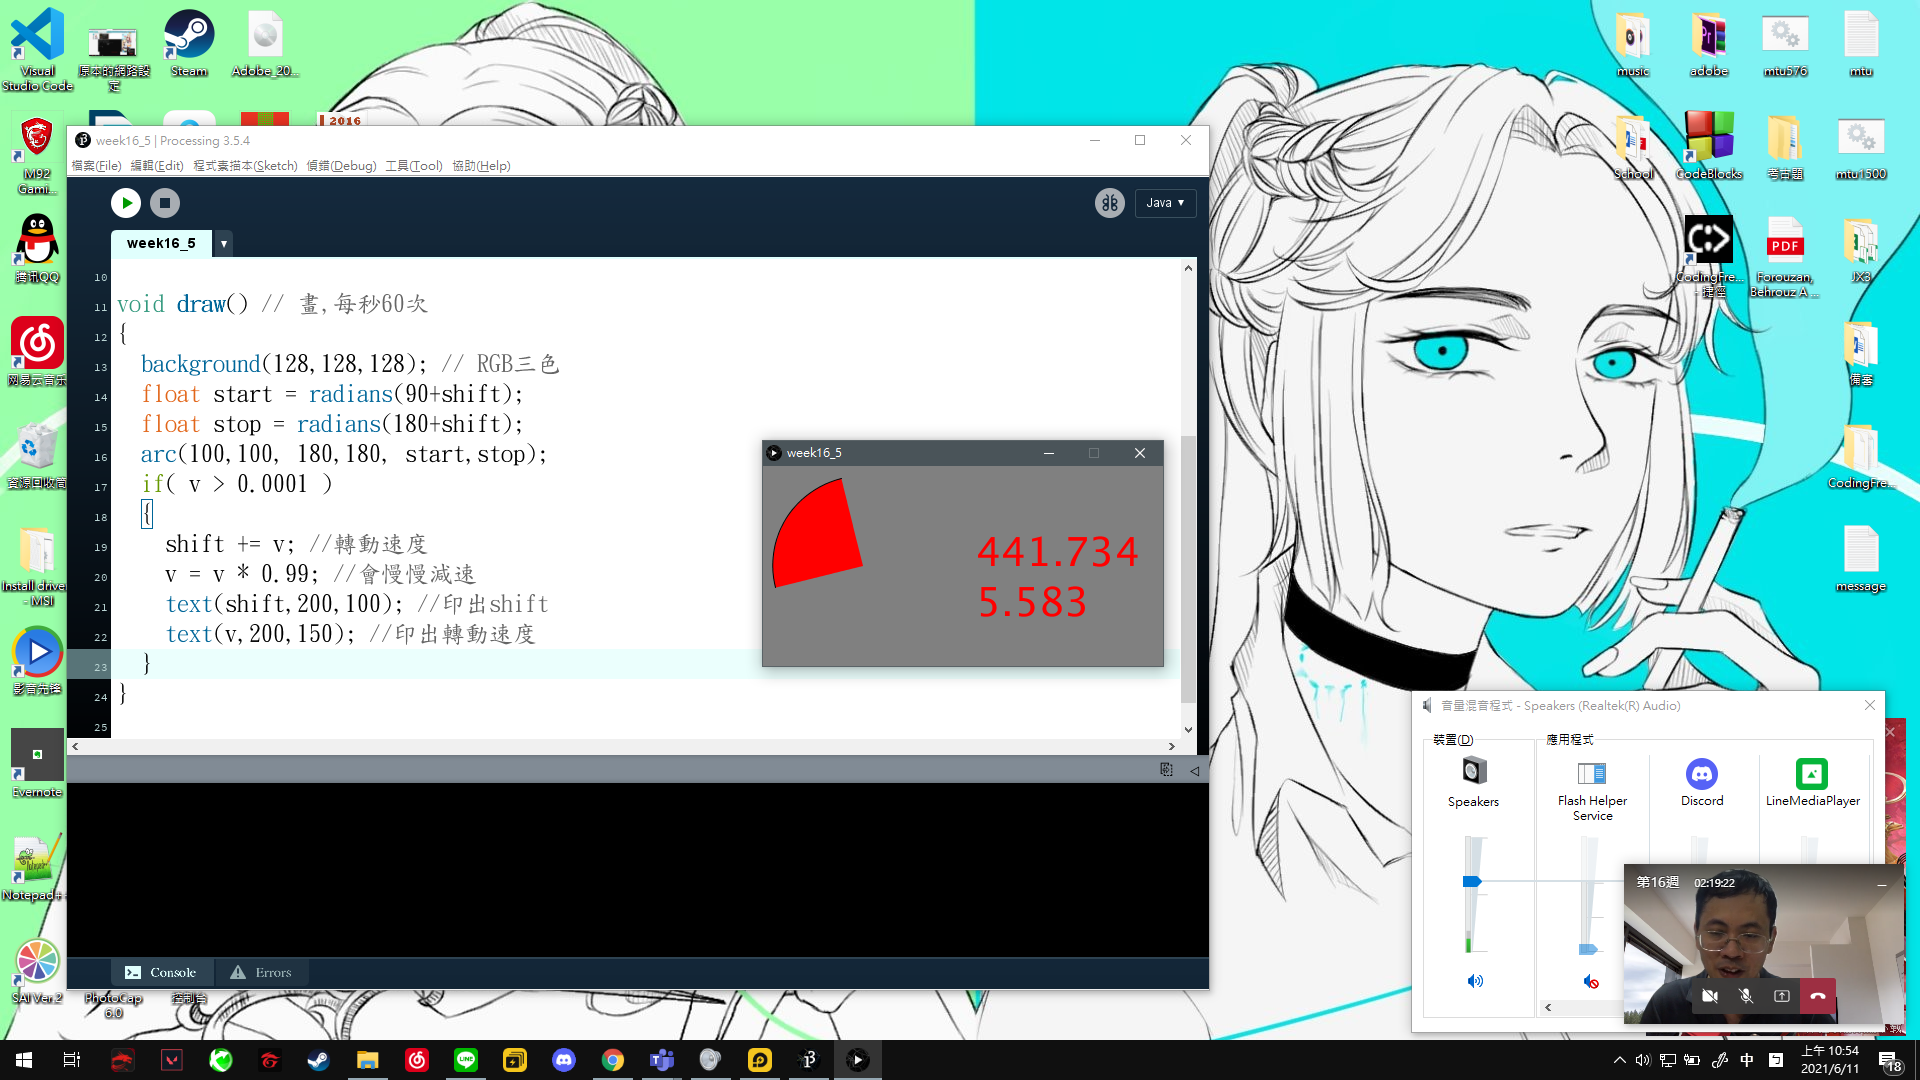 Visual
Studio Code
原本的網路設
定
Steam
Adobe_20...
music
adobe
mtu576
mtu
2016
week16_5 | Processing 3.5.4
檔案(File) 編輯(Edit) 程式素描本(Sketch) 偵錯(Debug) 工具(Tool) 協助(Help)
Java
week16_5
10
11 void draw() // 畫,每秒60次
12 {
13 background(128,128,128); // RGB三色
14 float start = radians(90+shift);
15 float stop = radians(180+shift);
16 arc(100,100, 180,180, start,stop);
17 if( v > 0.0001 )
18 {
19 shift += v; //轉動速度
20 v = v * 0.99; //會慢慢減速
21 text(shift,200,100); //印出shift
22 text(v,200,150); //印出轉動速度
23 }
24 }
25
week16_5
441.734
5.583
Console
Errors
Gami...
腾讯QQ
网易云音乐
資源回收筒
Install drive
- MSI
影音先锋
Evernote
Notepad+
SAI Ver.2
PhotoCap
6.0
控制台
School
CodeBlocks
考古題
mtu1500
CodingFre...
- 捷徑
PDF
Forouzan,
Behrouz A ...
JX3
備審
CodingFre...
message
音量混音程式 - Speakers (Realtek(R) Audio)
裝置(D)
應用程式
Speakers
Flash Helper
Service
Discord
LineMediaPlayer
第16週
02:19:22
中
上午 10:54
2021/6/11
18